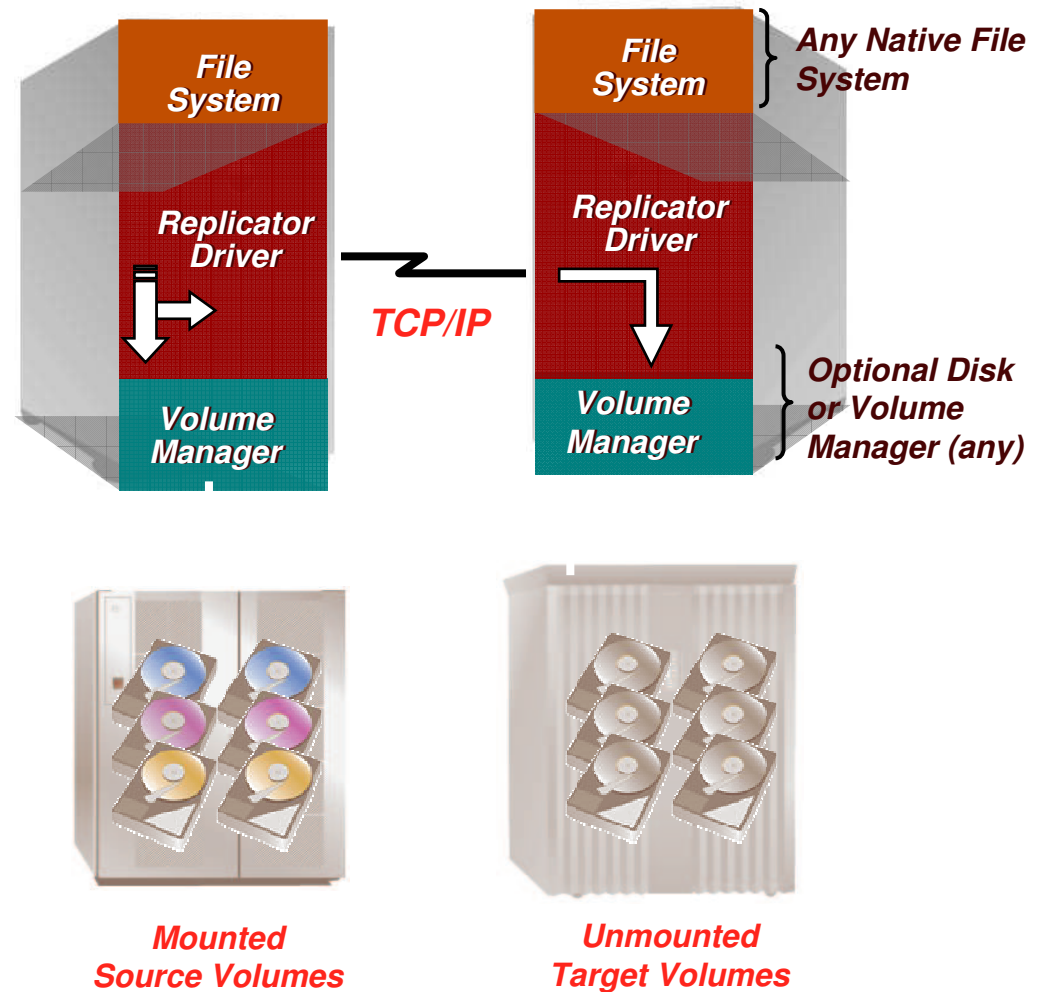 File
System
File
System
Any Native File
System
Replicator
Driver
TCP/IP
Replicator
Driver
Volume
Manager
Volume
Manager
Optional Disk
or Volume
Manager (any)
Mounted
Source Volumes
Unmounted
Target Volumes